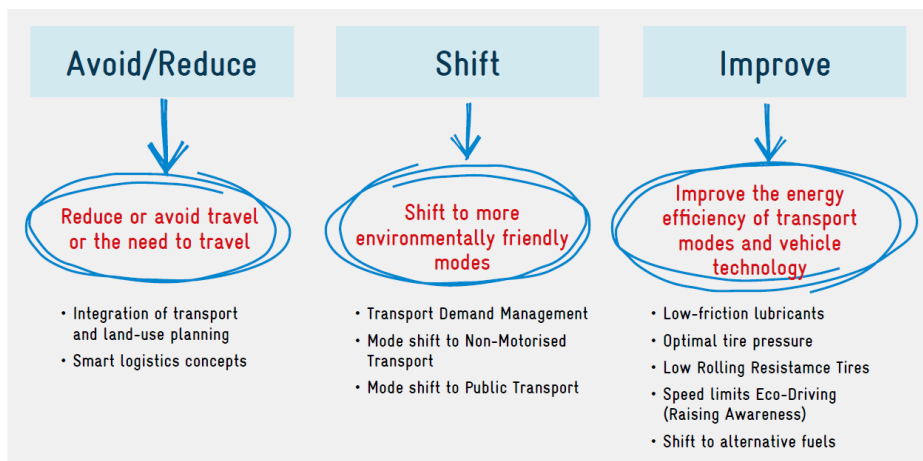 Avoid/Reduce
Reduce or avoid travel
or the need to travel
• Integration of transport
and land-use planning
• Smart logistics concepts
Shift
Shift to more
environmentally friendly
modes
• Transport Demand Management
• Mode shift to Non-Motorised
Transport
• Mode shift to Public Transport
Improve
Improve the energy
efficiency of transport
modes and vehicle
technology
• Low-friction lubricants
• Optimal tire pressure
• Low Rolling Resistamce Tires
• Speed limits Eco-Driving
(Raising Awareness)
• Shift to alternative fuels